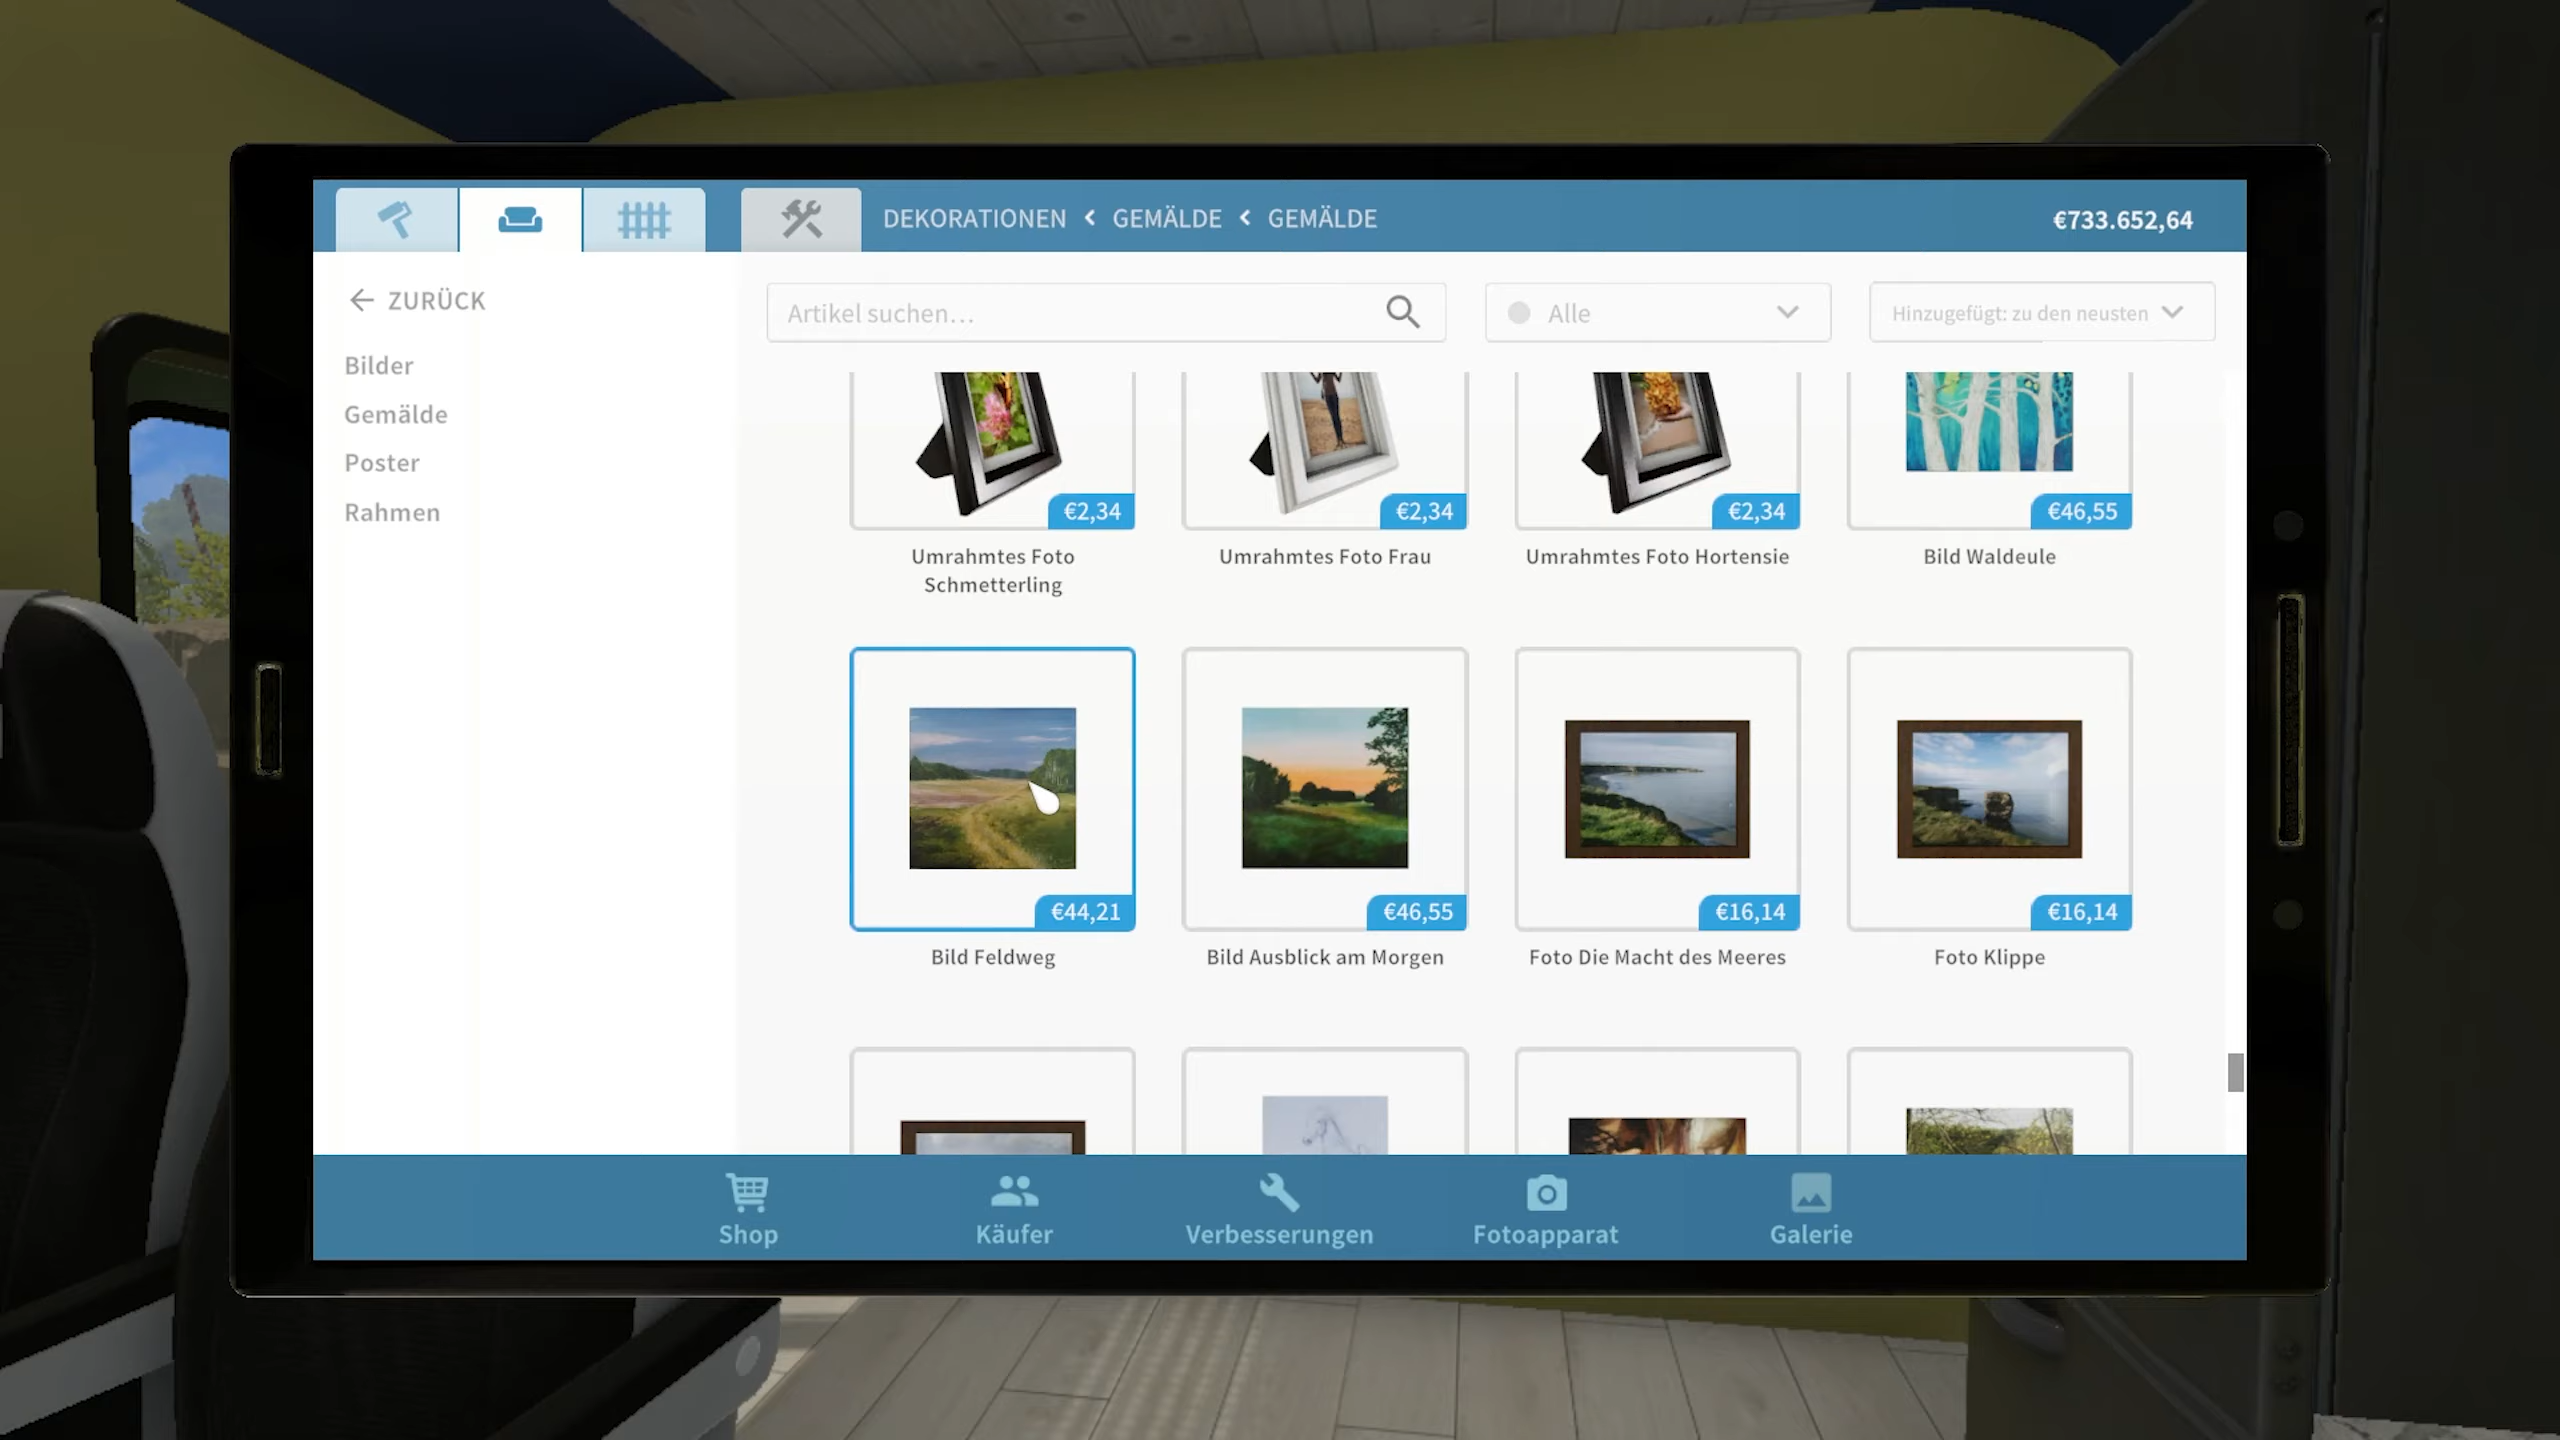 DEKORATIONEN < GEMÄLDE < GEMÄLDE
€733.652,64
ZURÜCK
Bilder
Gemälde
Poster
Rahmen
Artikel suchen...
Alle
Hinzugefügt: zu den neusten
€2,34
€2,34
€2,34
€46,55
Umrahmtes Foto
Schmetterling
Umrahmtes Foto Frau
Umrahmtes Foto Hortensie
Bild Waldeule
€44,21
€46,55
€16,14
€16,14
Bild Feldweg
Bild Ausblick am Morgen
Foto Die Macht des Meeres
Foto Klippe
Shop
Käufer
Verbesserungen
Fotoapparat
Galerie